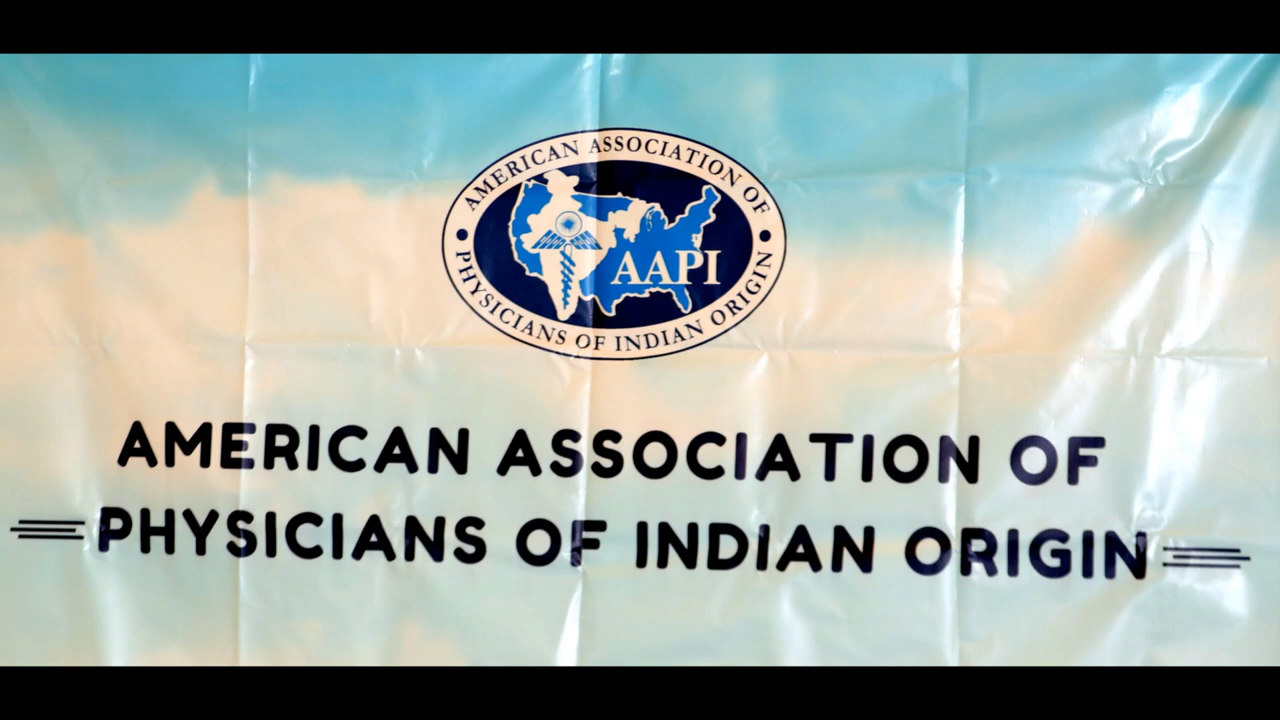 AMERICAN ASSOCIATION OF
PHYSICIANS OF INDIAN ORIGIN
AAPI
AMERICAN ASSOCIATION OF
PHYSICIANS OF INDIAN ORIGIN